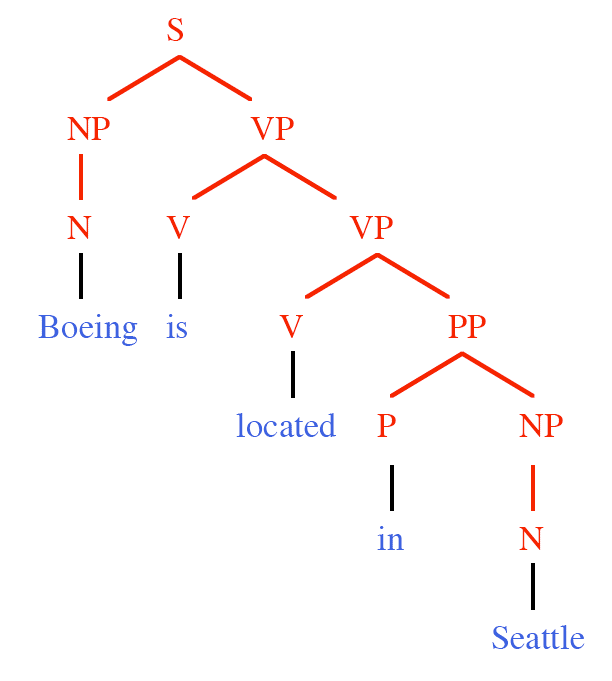 S
NP VP
N V VP
Boeing is V PP
located P NP
in N
Seattle